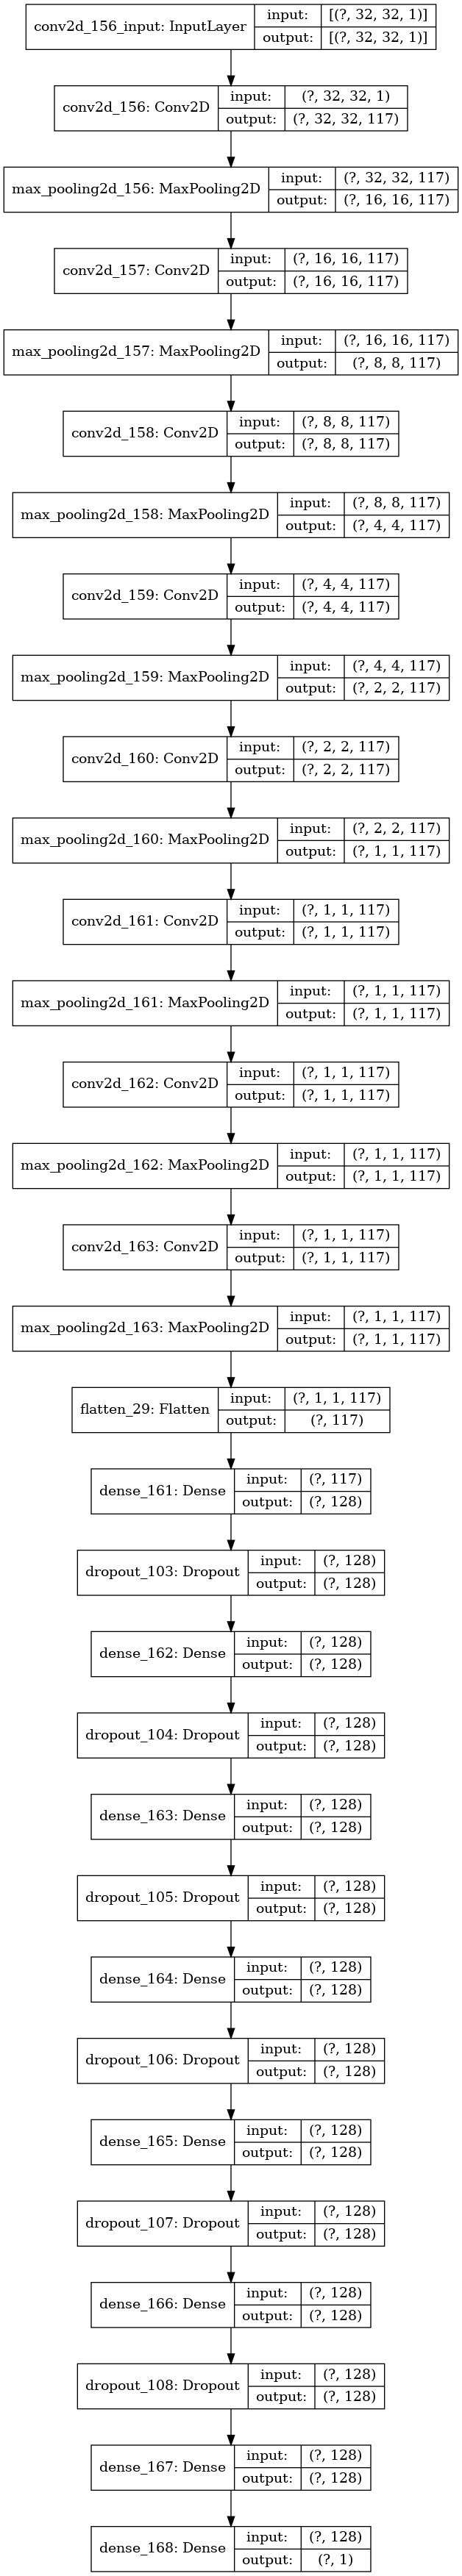 conv2d_156_input: InputLayer input: [(?, 32, 32, 1)]
output: [(?, 32, 32, 1)]
conv2d_156: Conv2D input: (?, 32, 32, 1)
output: (?, 32, 32, 117)
max_pooling2d_156: MaxPooling2D input: (?, 32, 32, 117)
output: (?, 16, 16, 117)
conv2d_157: Conv2D input: (?, 16, 16, 117)
output: (?, 16, 16, 117)
max_pooling2d_157: MaxPooling2D input: (?, 16, 16, 117)
output: (?, 8, 8, 117)
conv2d_158: Conv2D input: (?, 8, 8, 117)
output: (?, 8, 8, 117)
max_pooling2d_158: MaxPooling2D input: (?, 8, 8, 117)
output: (?, 4, 4, 117)
conv2d_159: Conv2D input: (?, 4, 4, 117)
output: (?, 4, 4, 117)
max_pooling2d_159: MaxPooling2D input: (?, 4, 4, 117)
output: (?, 2, 2, 117)
conv2d_160: Conv2D input: (?, 2, 2, 117)
output: (?, 2, 2, 117)
max_pooling2d_160: MaxPooling2D input: (?, 2, 2, 117)
output: (?, 1, 1, 117)
conv2d_161: Conv2D input: (?, 1, 1, 117)
output: (?, 1, 1, 117)
max_pooling2d_161: MaxPooling2D input: (?, 1, 1, 117)
output: (?, 1, 1, 117)
conv2d_162: Conv2D input: (?, 1, 1, 117)
output: (?, 1, 1, 117)
max_pooling2d_162: MaxPooling2D input: (?, 1, 1, 117)
output: (?, 1, 1, 117)
conv2d_163: Conv2D input: (?, 1, 1, 117)
output: (?, 1, 1, 117)
max_pooling2d_163: MaxPooling2D input: (?, 1, 1, 117)
output: (?, 1, 1, 117)
flatten_29: Flatten input: (?, 1, 1, 117)
output: (?, 117)
dense_161: Dense input: (?, 117)
output: (?, 128)
dropout_103: Dropout input: (?, 128)
output: (?, 128)
dense_162: Dense input: (?, 128)
output: (?, 128)
dropout_104: Dropout input: (?, 128)
output: (?, 128)
dense_163: Dense input: (?, 128)
output: (?, 128)
dropout_105: Dropout input: (?, 128)
output: (?, 128)
dense_164: Dense input: (?, 128)
output: (?, 128)
dropout_106: Dropout input: (?, 128)
output: (?, 128)
dense_165: Dense input: (?, 128)
output: (?, 128)
dropout_107: Dropout input: (?, 128)
output: (?, 128)
dense_166: Dense input: (?, 128)
output: (?, 128)
dropout_108: Dropout input: (?, 128)
output: (?, 128)
dense_167: Dense input: (?, 128)
output: (?, 128)
dense_168: Dense input: (?, 128)
output: (?, 1)